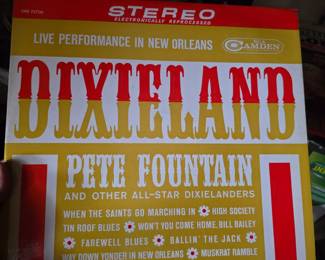 STEREO
ELECTRONICALLY REPROCESSED
LIVE PERFORMANCE IN NEW ORLEANS
CAMDEN
DIXIELAND
PETE FOUNTAIN
AND OTHER ALL-STAR DIXIELANDERS
WHEN THE SAINTS GO MARCHING IN HIGH SOCIETY
TIN ROOF BLUES WON'T YOU COME HOME, BILL BAILEY
FAREWELL BLUES BALLIN' THE JACK
WAY DOWN YONDER IN NEW ORLEANS MUSKRAT RAMBLE